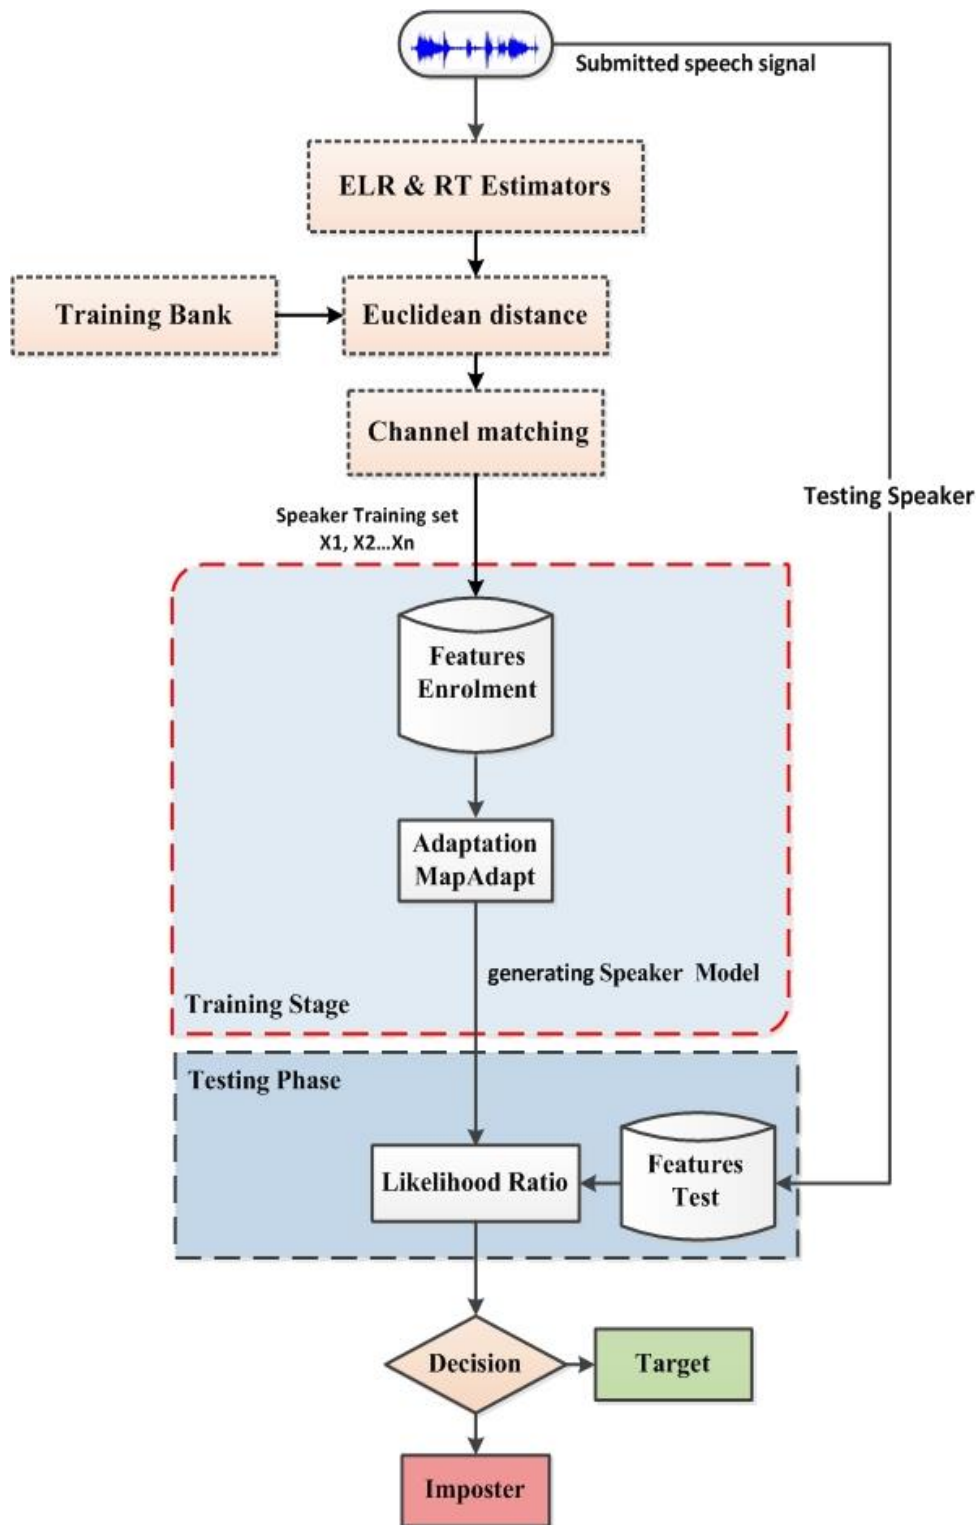 Submitted speech signal
ELR & RT Estimators
Training Bank
Euclidean distance
Channel matching
Testing Speaker
Speaker Training set
X1, X2...Xn
Features
Enrolment
Adaptation
MapAdapt
generating Speaker Model
Training Stage
Testing Phase
Likelihood Ratio
Features
Test
Decision
Target
Imposter